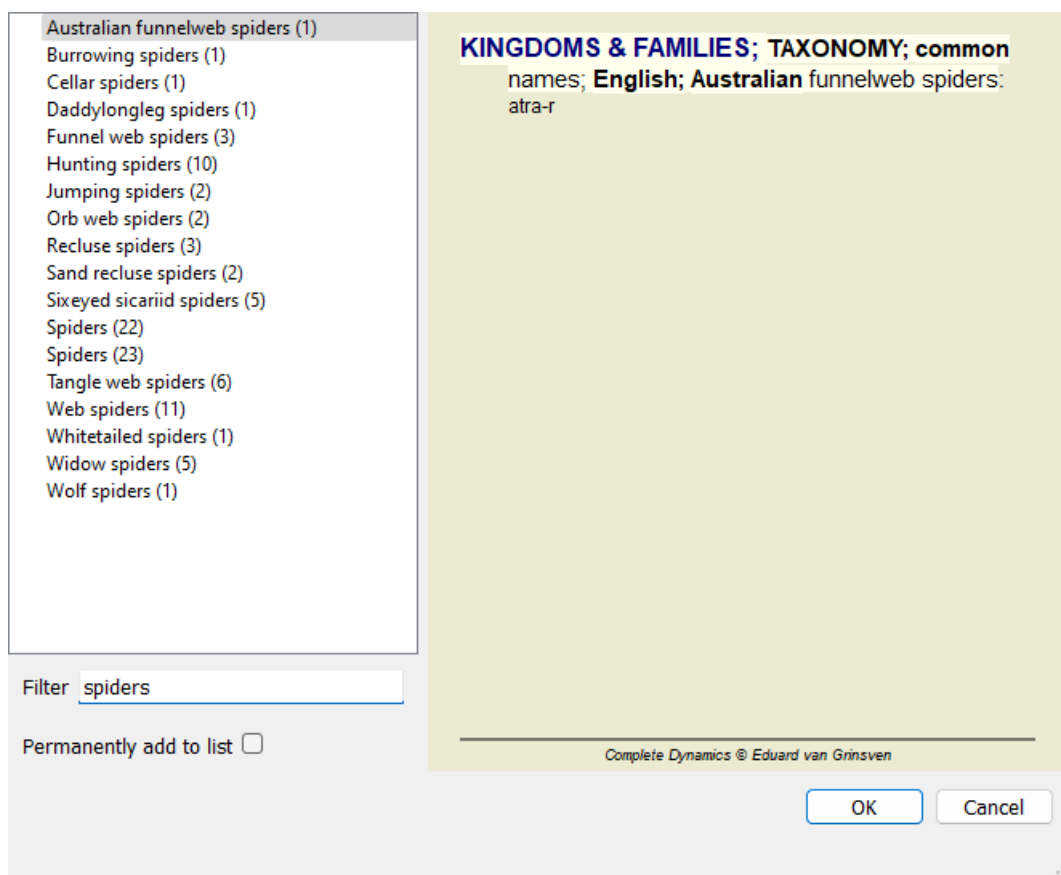 Australian funnelweb spiders (1)
Burrowing spiders (1)
Cellar spiders (1)
Daddylongleg spiders (1)
Funnel web spiders (3)
Hunting spiders (10)
Jumping spiders (2)
Orb web spiders (2)
Recluse spiders (3)
Sand recluse spiders (2)
Sixeyed sicariid spiders (5)
Spiders (22)
Spiders (23)
Tangle web spiders (6)
Web spiders (11)
Whitetailed spiders (1)
Widow spiders (5)
Wolf spiders (1)
Filter spiders
Permanently add to list
KINGDOMS & FAMILIES; TAXONOMY; common
names; English; Australian funnelweb spiders:
atra-r
Complete Dynamics © Eduard van Grinsven
OK Cancel